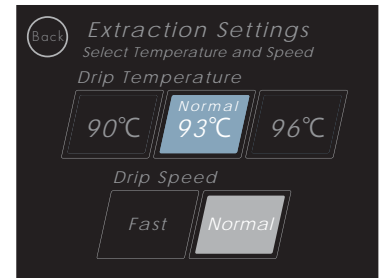 Back
Extraction Settings
Select Temperature and Speed
Drip Temperature
90℃
Normal
93℃
96℃
Drip Speed
Fast
Normal